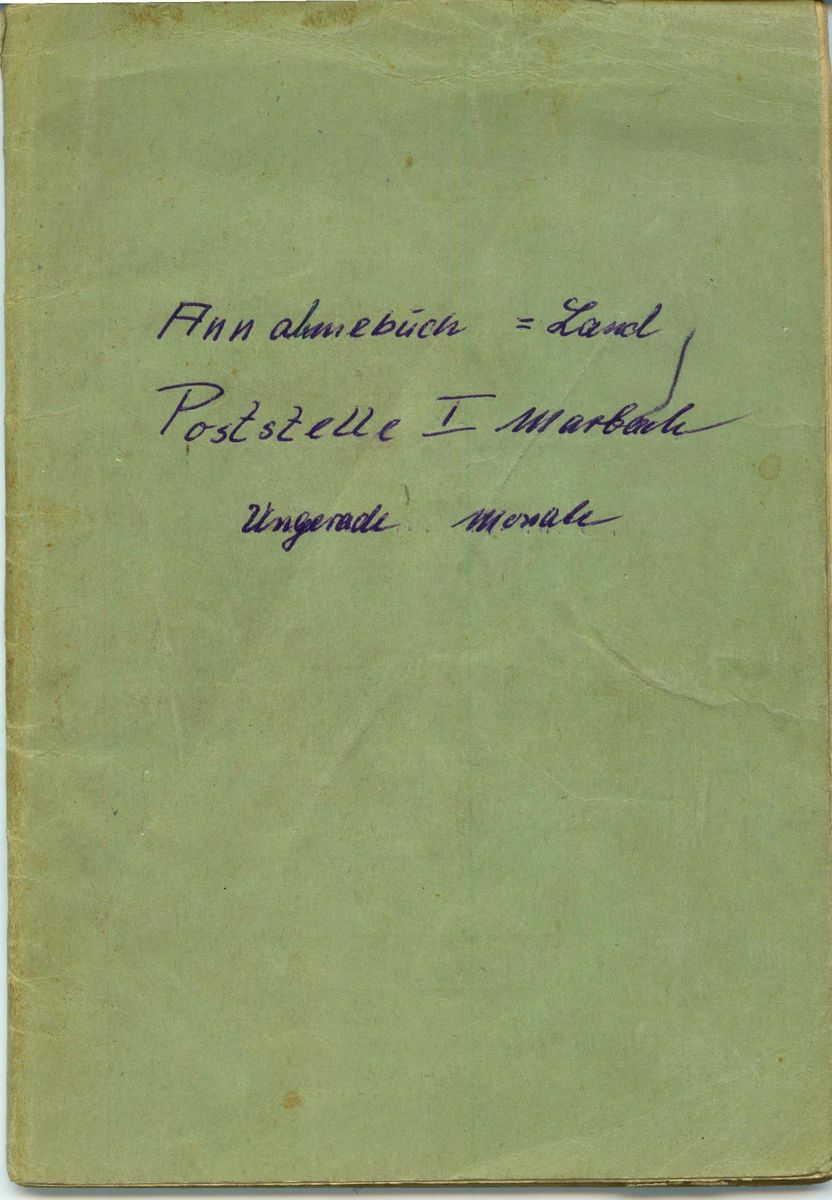 Annahmebuch = Land
Poststelle I Marbach
Ungerade Monate